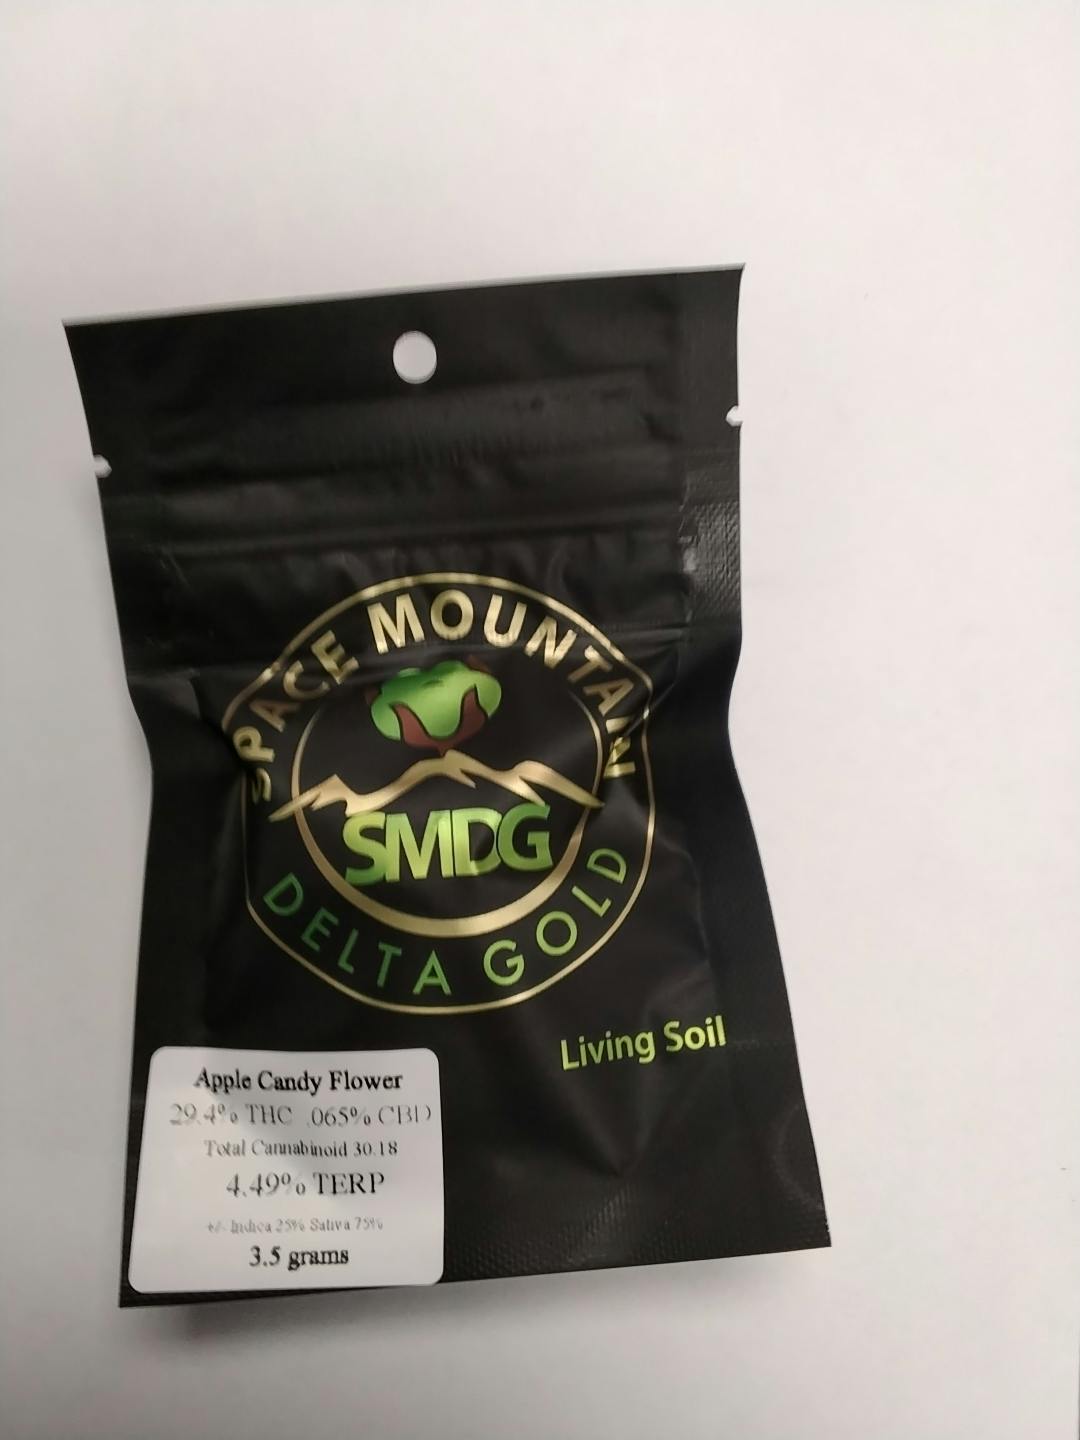 SPACE MOUNTAIN
SMDG
DELTA GOLD
Living Soil
Apple Candy Flower
29.4% THC .065% CBD
Total Cannabinoid 30.18
4.49% TERP
+/- Indica 25% Sativa 75%
3.5 grams